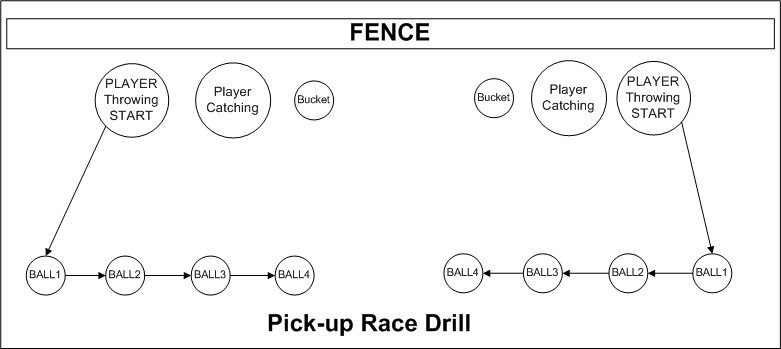 FENCE
PLAYER
Throwing
START
Player
Catching
Bucket
Bucket
Player
Catching
PLAYER
Throwing
START
BALL1
BALL2
BALL3
BALL4
BALL4
BALL3
BALL2
BALL1
Pick-up Race Drill